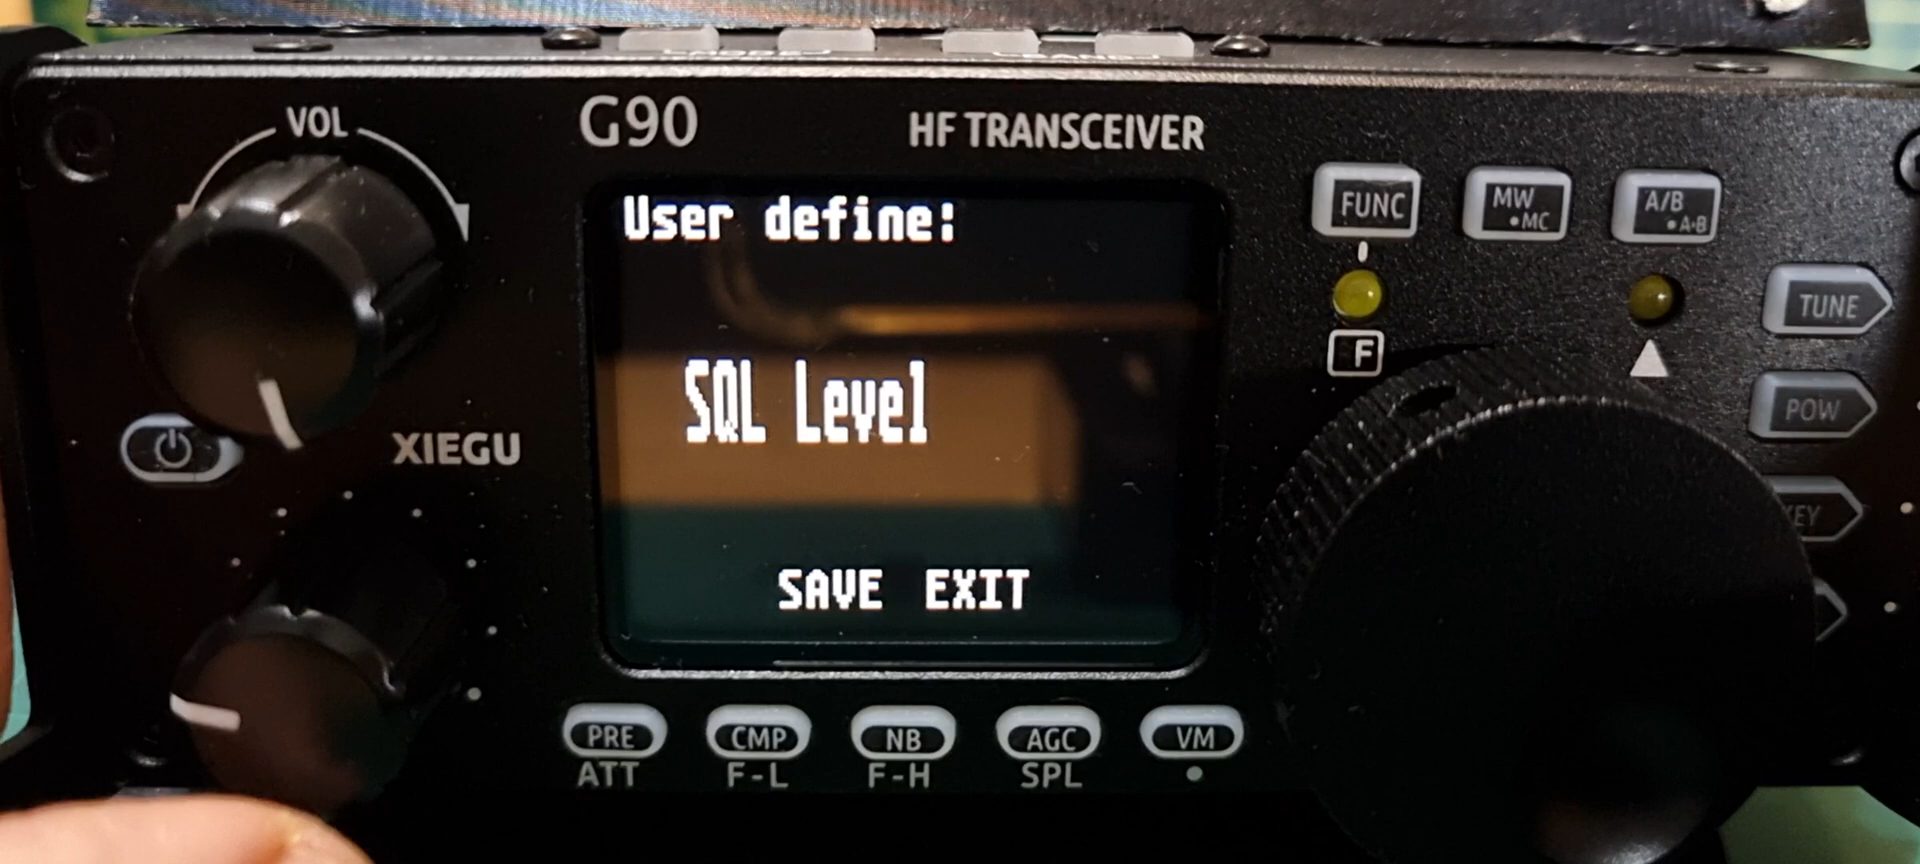 VOL
G90
HF TRANSCEIVER
User define:
FUNC
MW
•MC
A/B
•A=B
F
TUNE
SQL Level
POW
XIEGU
KEY
SAVE EXIT
PRE
CMP
NB
AGC
VM
ATT
F-L
F-H
SPL